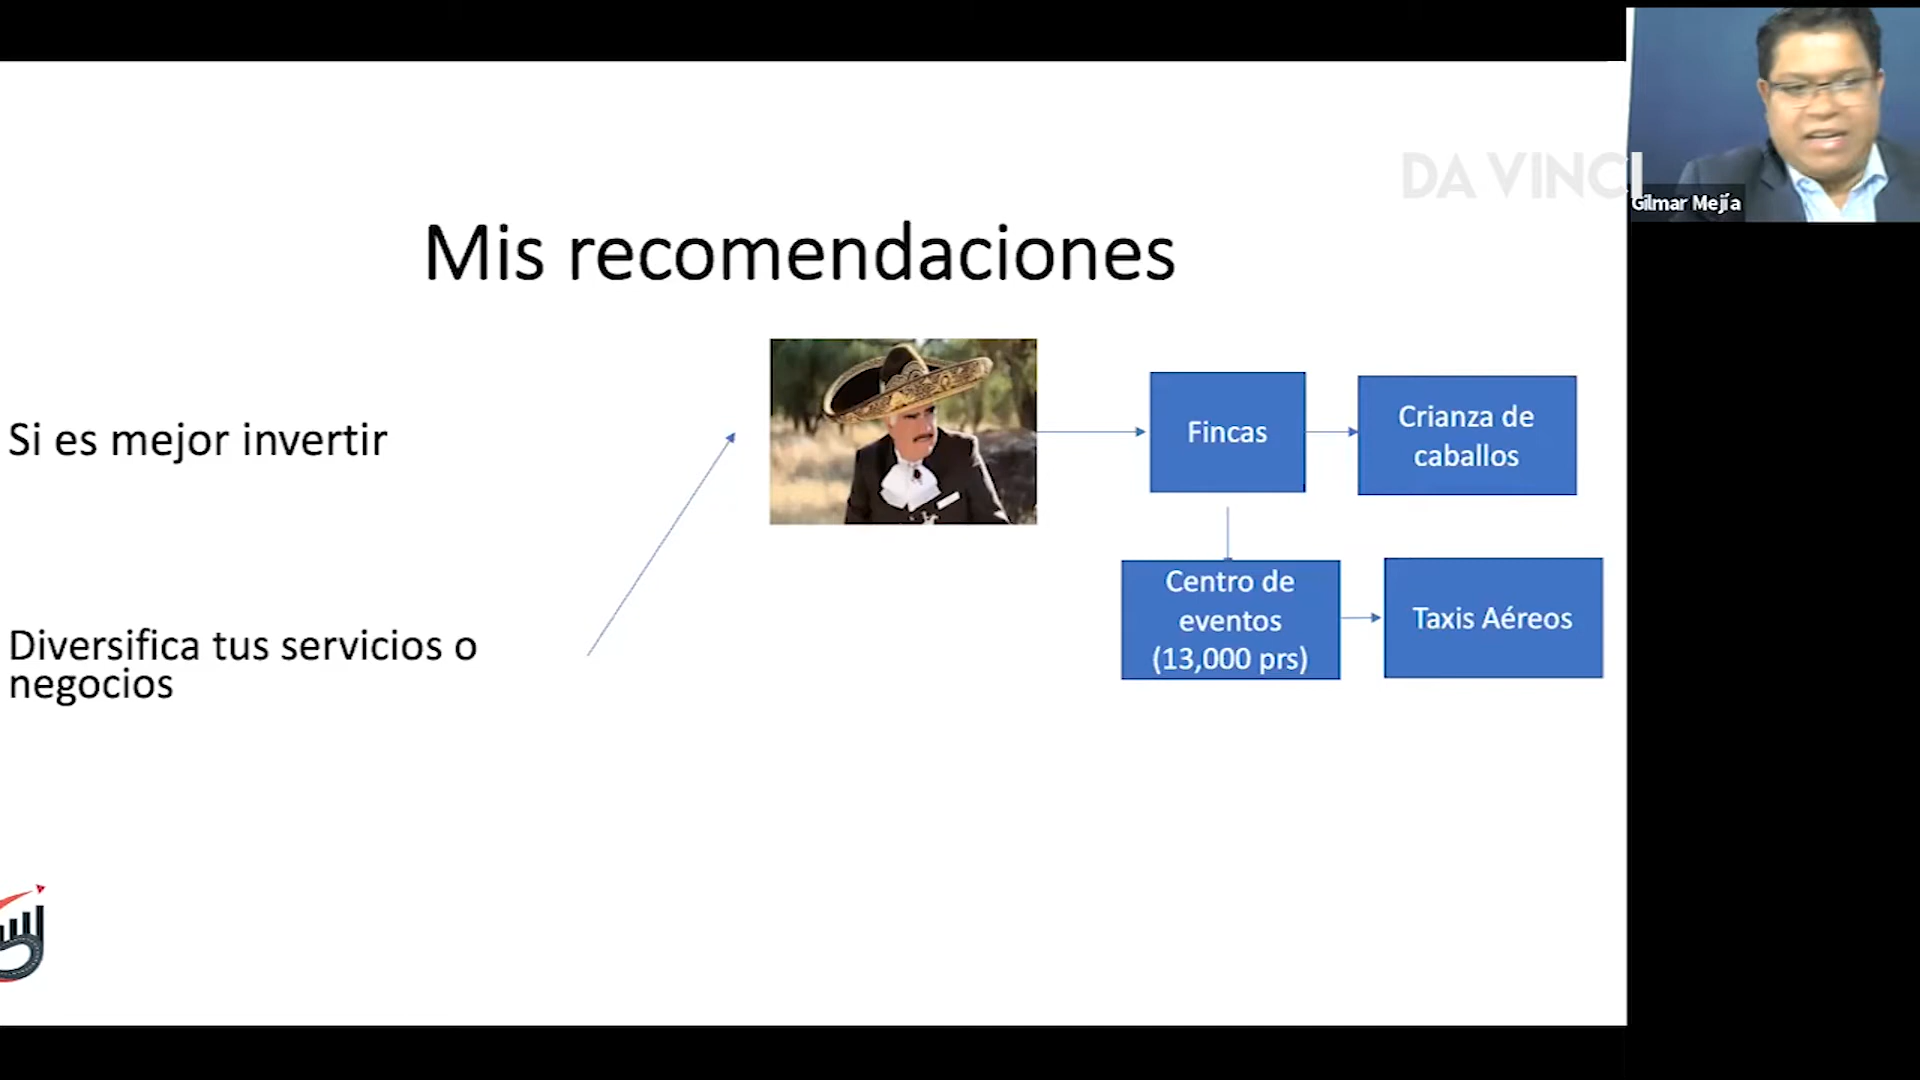 DA VINCI
Gilmar Mejía
Mis recomendaciones
Si es mejor invertir
Fincas
Crianza de
caballos
Diversifica tus servicios o
negocios
Centro de
eventos
(13,000 prs)
Taxis Aéreos